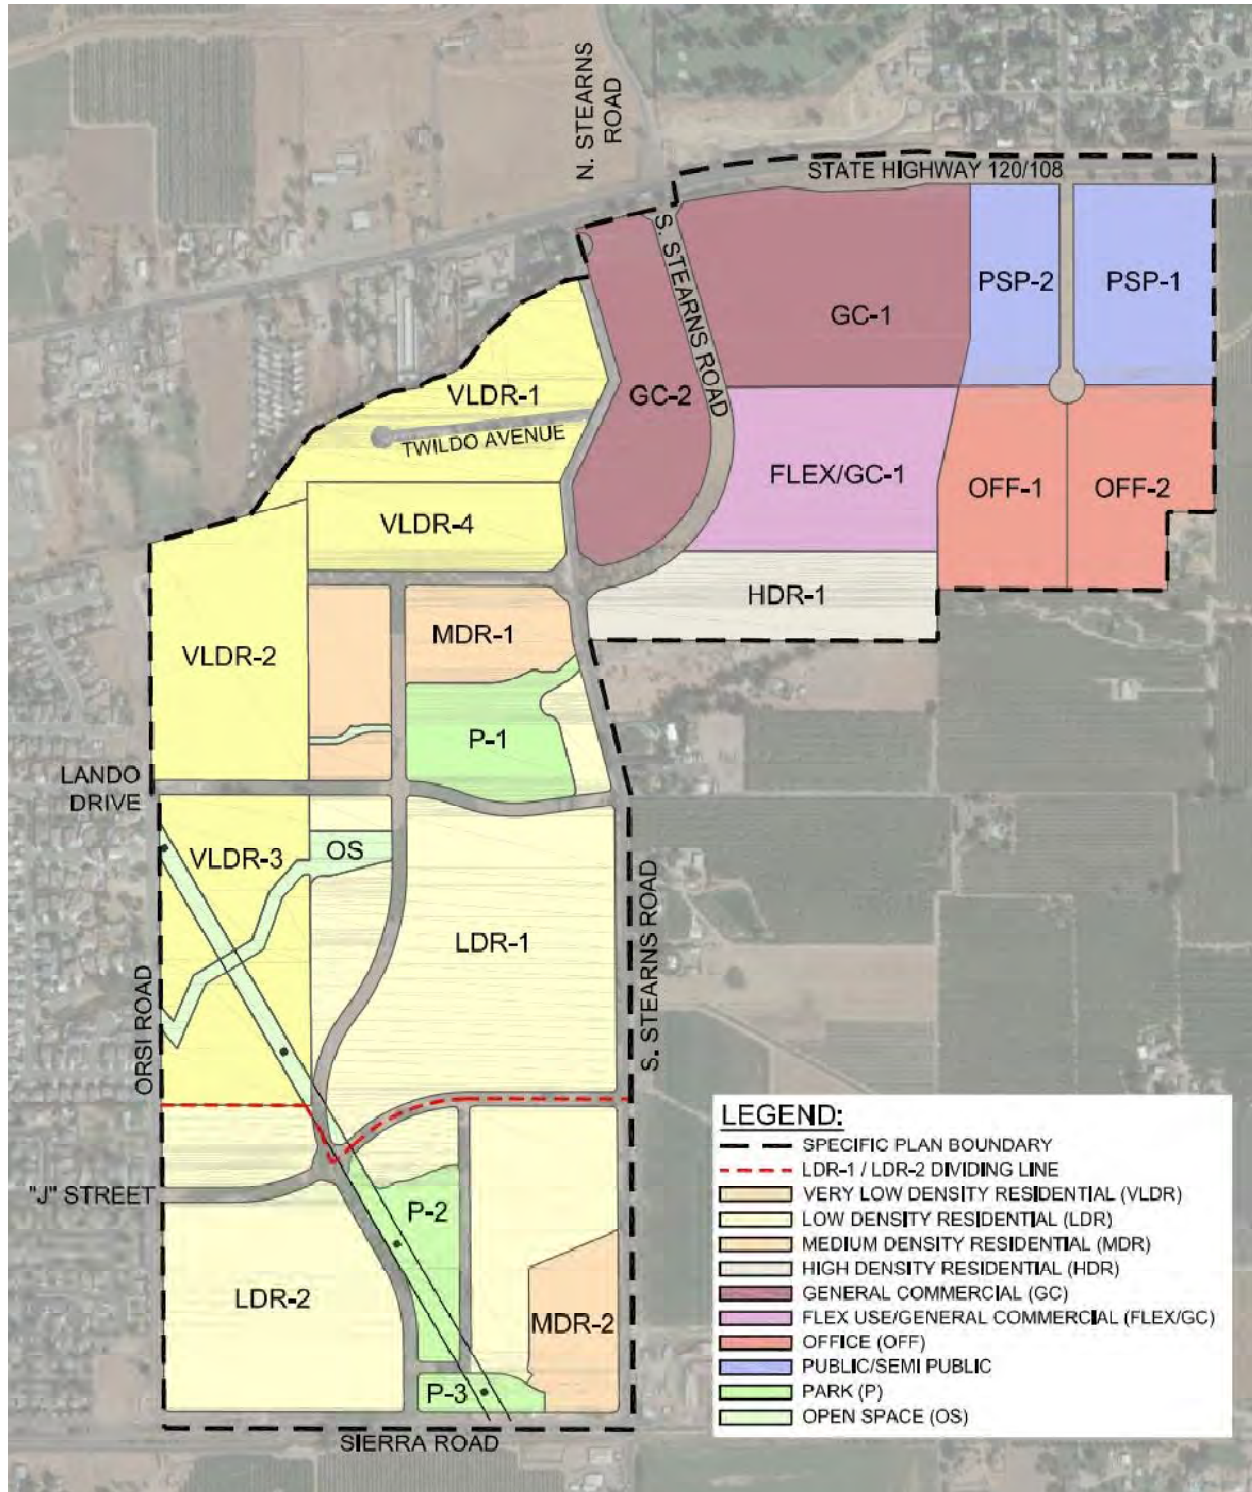 N. STEARNS
ROAD
STATE HIGHWAY 120/108
S. STEARNS ROAD
PSP-2
PSP-1
GC-1
VLDR-1
GC-2
TWILDO AVENUE
FLEX/GC-1
OFF-1
OFF-2
VLDR-4
HDR-1
MDR-1
VLDR-2
P-1
LANDO
DRIVE
VLDR-3
OS
LDR-1
S. STEARNS ROAD
ORSI ROAD
"J" STREET
P-2
LDR-2
MDR-2
P-3
SIERRA ROAD
LEGEND:
SPECIFIC PLAN BOUNDARY
LDR-1 / LDR-2 DIVIDING LINE
VERY LOW DENSITY RESIDENTIAL (VLDR)
LOW DENSITY RESIDENTIAL (LDR)
MEDIUM DENSITY RESIDENTIAL (MDR)
HIGH DENSITY RESIDENTIAL (HDR)
GENERAL COMMERCIAL (GC)
FLEX USE/GENERAL COMMERCIAL (FLEX/GC)
OFFICE (OFF)
PUBLIC/SEMI PUBLIC
PARK (P)
OPEN SPACE (OS)